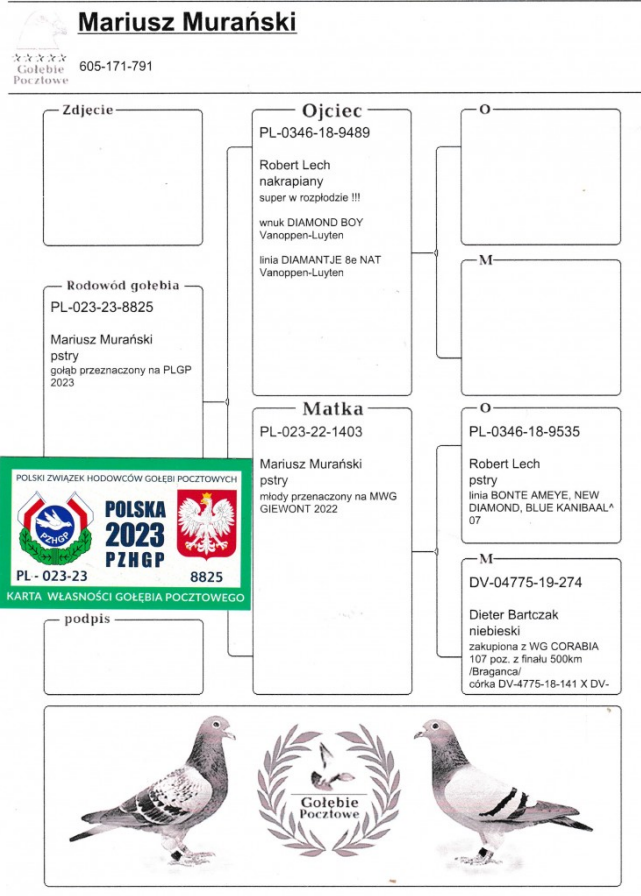 Mariusz Murański
605-171-791
Gołębie
Pocztowe
Zdjęcie
Ojciec
PL-0346-18-9489
Robert Lech
nakrapiany
super w rozpłodzie !!!
wnuk DIAMOND BOY
Vanoppen-Luyten
linia DIAMANTJE 8e NAT
Vanoppen-Luyten
O
M
Rodowód gołębia
PL-023-23-8825
Mariusz Murański
pstry
gołąb przeznaczony na PLGP
2023
Matka
PL-023-22-1403
Mariusz Murański
pstry
młody przenaczony na MWG
GIEWONT 2022
O
PL-0346-18-9535
Robert Lech
pstry
linia BONTE AMEYE, NEW
DIAMOND, BLUE KANIBAAL^
07
M
DV-04775-19-274
Dieter Bartczak
niebieski
zakupiona z WG CORABIA
107 poz. z finału 500km
/Braganca/
córka DV-4775-18-141 X DV-
POLSKI ZWIĄZEK HODOWCÓW GOŁĘBI POCZTOWYCH
PZHGP
POLSKA
2023
PZHGP
PL - 023-23
8825
KARTA WŁASNOŚCI GOŁĘBIA POCZTOWEGO
podpis
Gołębie
Pocztowe